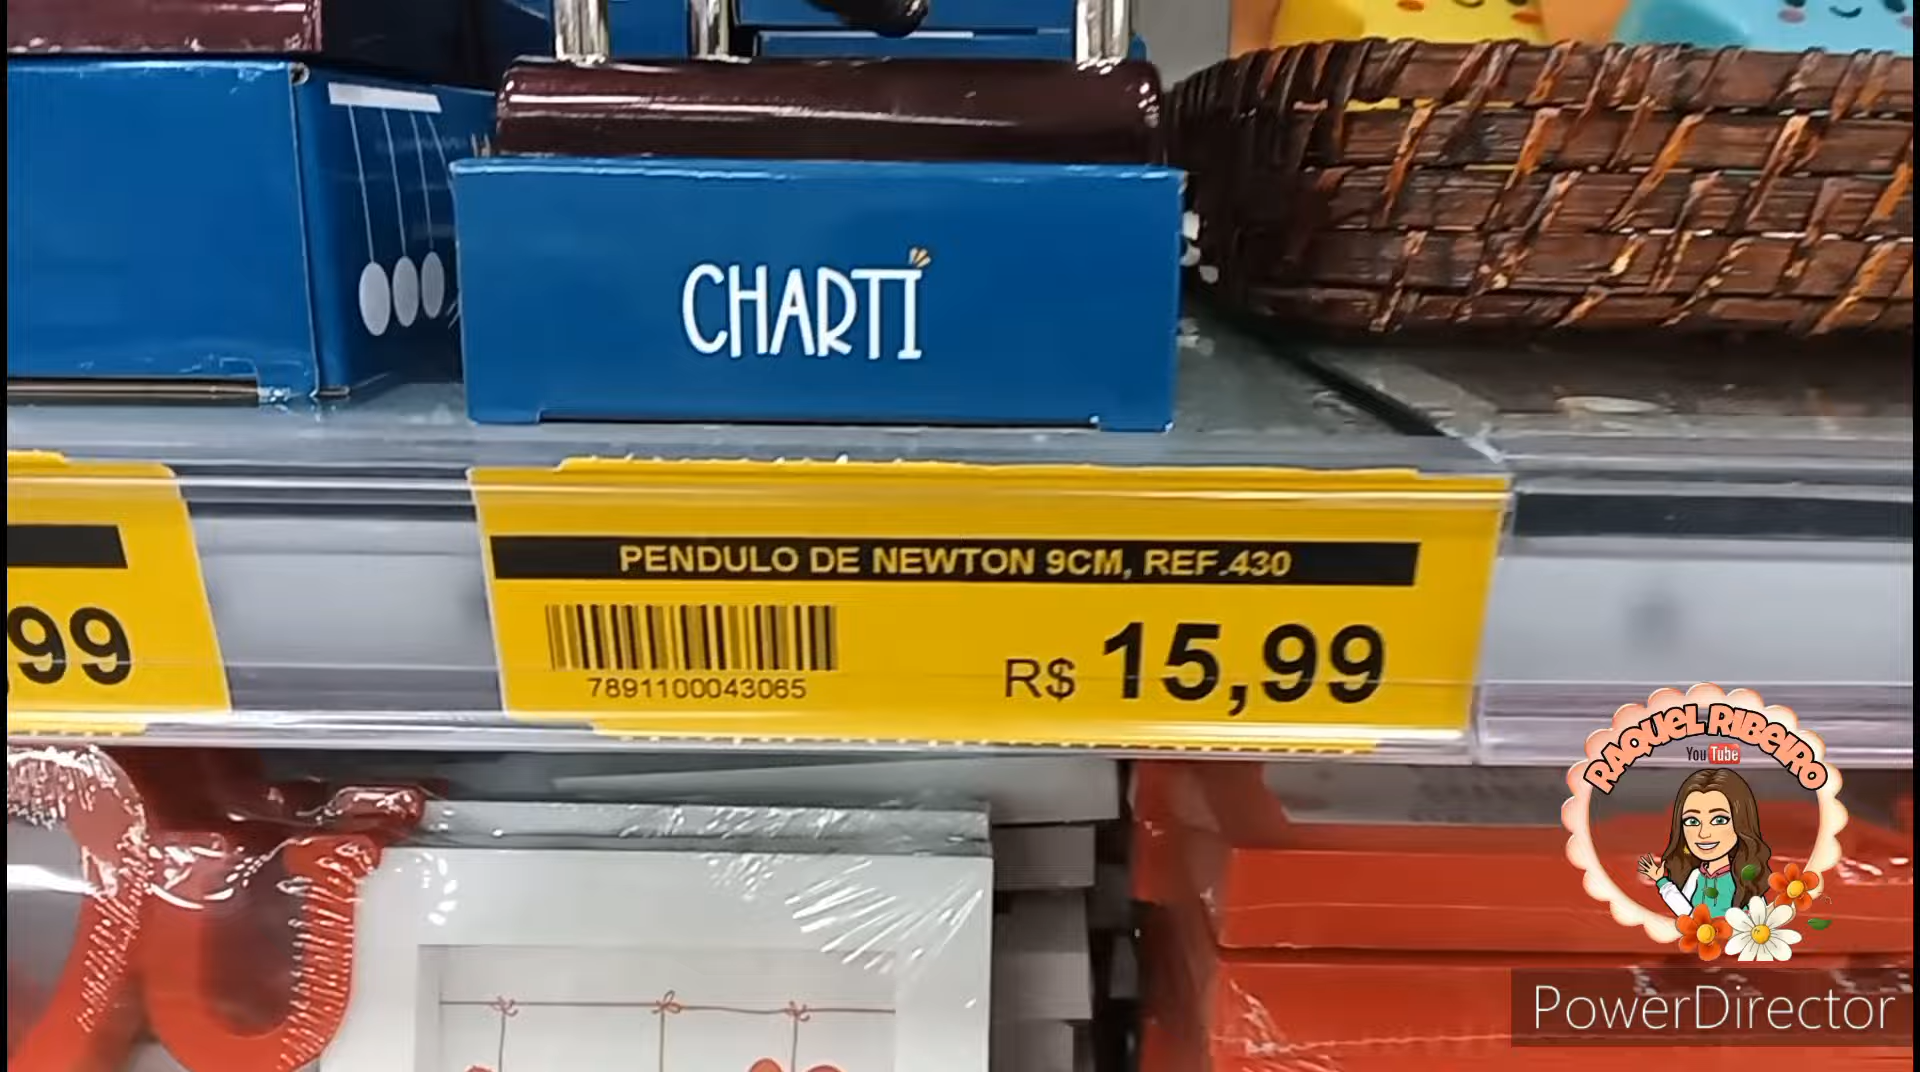 CHARTI
PENDULO DE NEWTON 9CM, REF.430
99
7891100043065
R$ 15,99
RAQUEL RIBEIRO
YouTube
PowerDirector